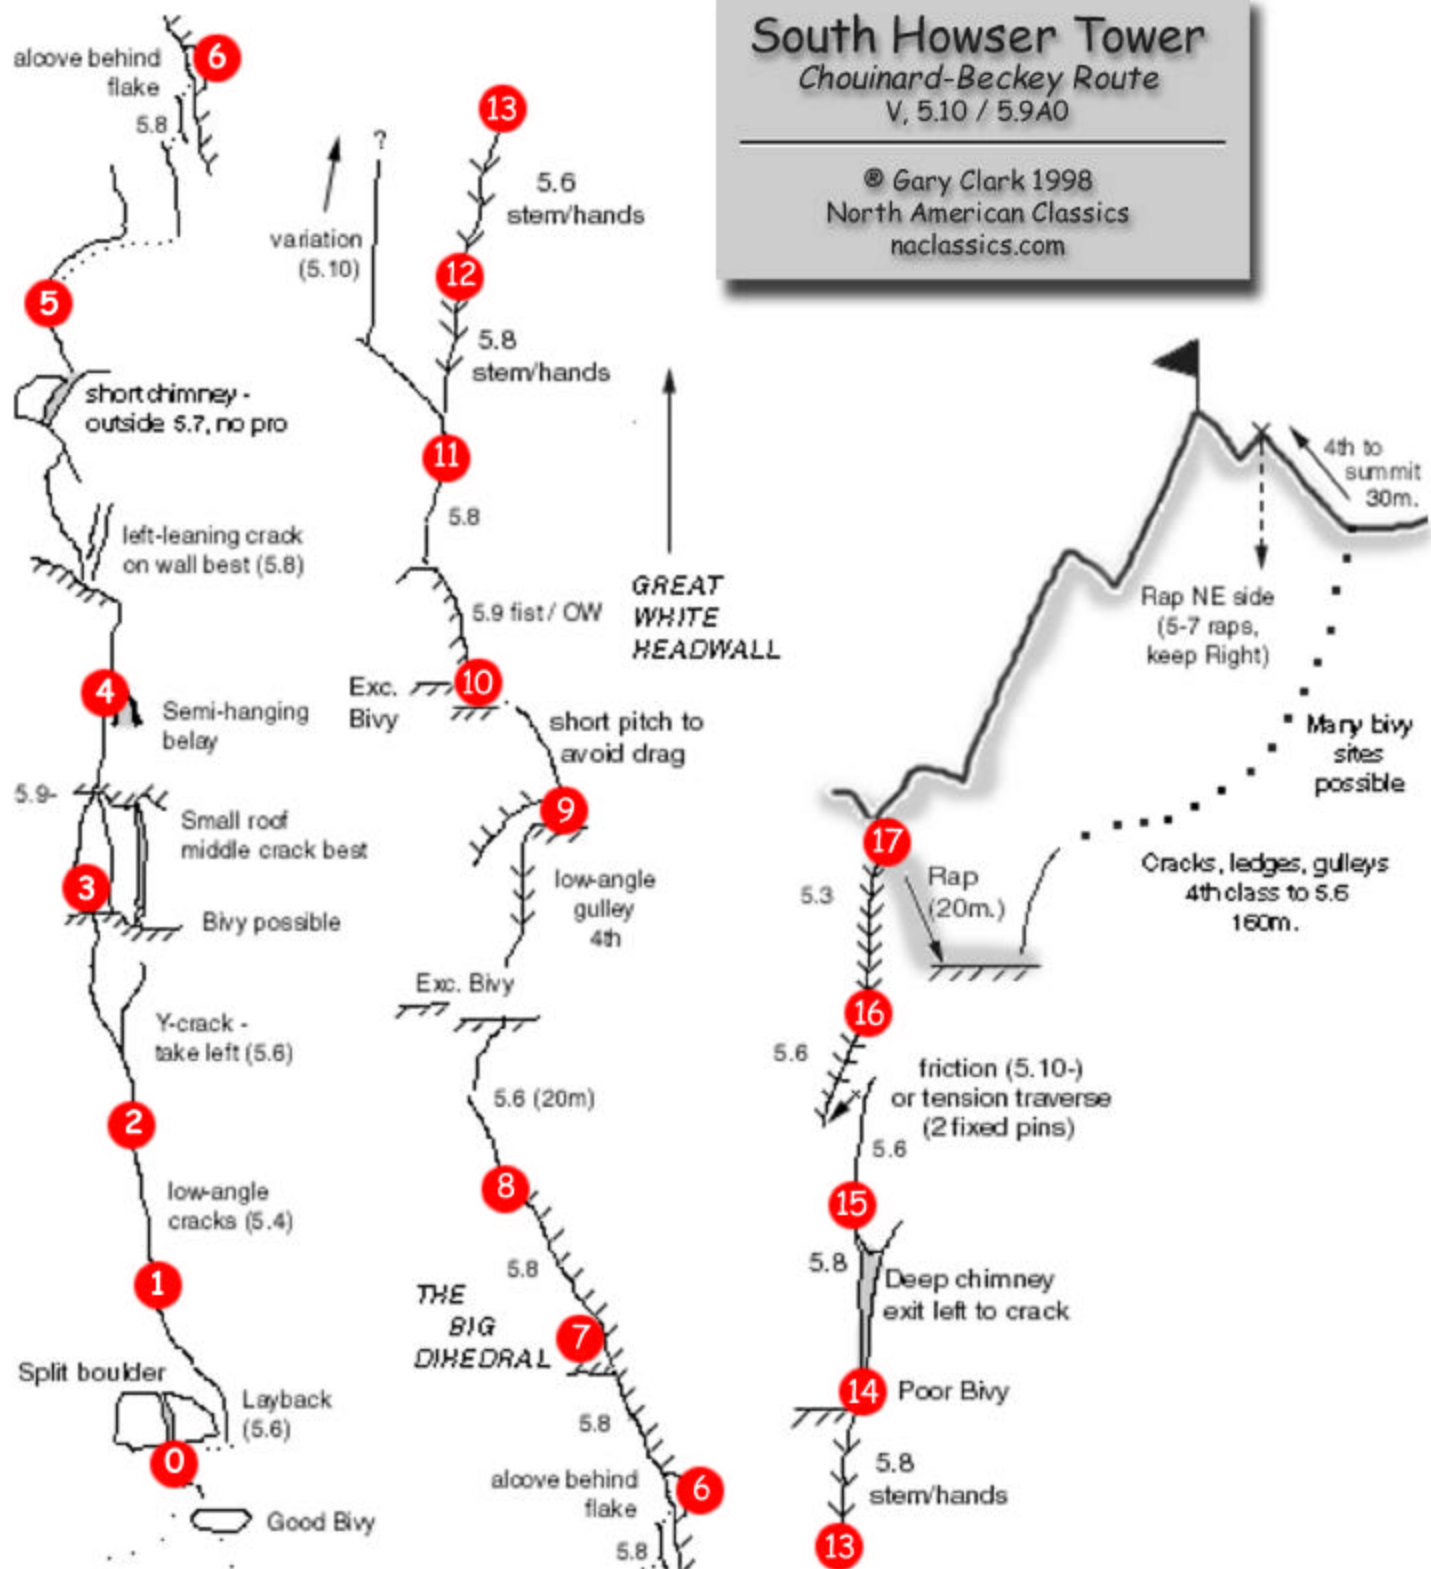 South Howser Tower
Chouinard-Beckey Route
V, 5.10 / 5.9A0
® Gary Clark 1998
North American Classics
naclassics.com
6
alcove behind
flake
5.8
5
short chimney -
outside 5.7, no pro
left-leaning crack
on wall best (5.8)
4
Semi-hanging
belay
5.9-
Small roof
middle crack best
3
Bivy possible
Y-crack -
take left (5.6)
2
low-angle
cracks (5.4)
1
Split boulder
Layback
(5.6)
0
Good Bivy
13
?
5.6
stem/hands
variation
(5.10)
12
5.8
stem/hands
11
5.8
GREAT
WHITE
HEADWALL
5.9 fist / OW
10
Exc.
Bivy
short pitch to
avoid drag
9
low-angle
gulley
4th
Exc. Bivy
5.6 (20m)
8
5.8
THE
BIG
DIHEDRAL
7
5.8
alcove behind
flake
6
5.8
4th to
summit
30m.
Rap NE side
(5-7 raps,
keep Right)
Many bivy
sites
possible
17
5.3
Rap
(20m.)
Cracks, ledges, gulleys
4th class to 5.6
160m.
16
5.6
friction (5.10-)
or tension traverse
(2 fixed pins)
5.6
15
5.8
Deep chimney
exit left to crack
14
Poor Bivy
5.8
stem/hands
13